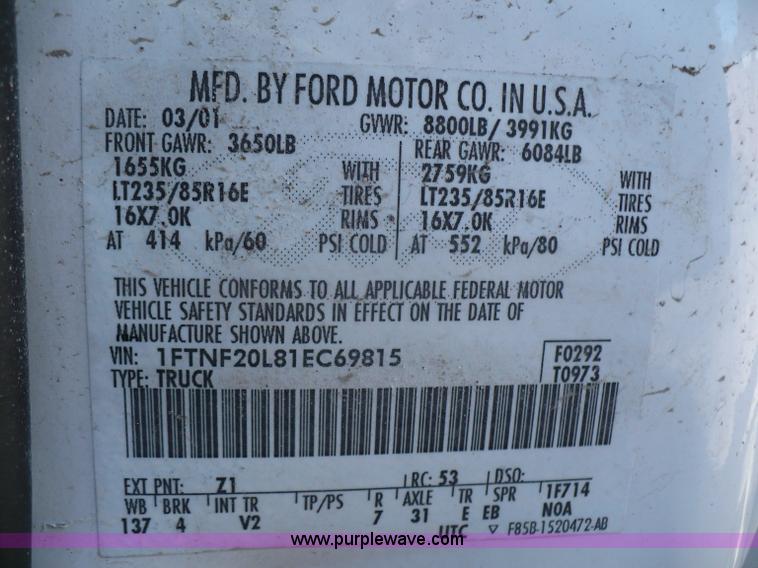 MFD. BY FORD MOTOR CO. IN U.S.A.
DATE: 03/01 GVWR: 8800LB/ 3991KG
FRONT GAWR: 3650LB REAR GAWR: 6084LB
1655KG WITH 2759KG WITH
LT235/85R16E TIRES LT235/85R16E TIRES
16X7.0K RIMS 16X7.0K RIMS
AT 414 kPa/60 PSI COLD AT 552 kPa/80 PSI COLD
THIS VEHICLE CONFORMS TO ALL APPLICABLE FEDERAL MOTOR
VEHICLE SAFETY STANDARDS IN EFFECT ON THE DATE OF
MANUFACTURE SHOWN ABOVE.
VIN: 1FTNF20L81EC69815 F0292
TYPE: TRUCK T0973
EXT PNT: Z1 RC: 53 DSO:
WB BRK INT TR TP/PS R AXLE TR SPR 1F714
137 4 V2 7 31 E EB NOA
UTC ▽ F85B-1520472-AB
www.purplewave.com